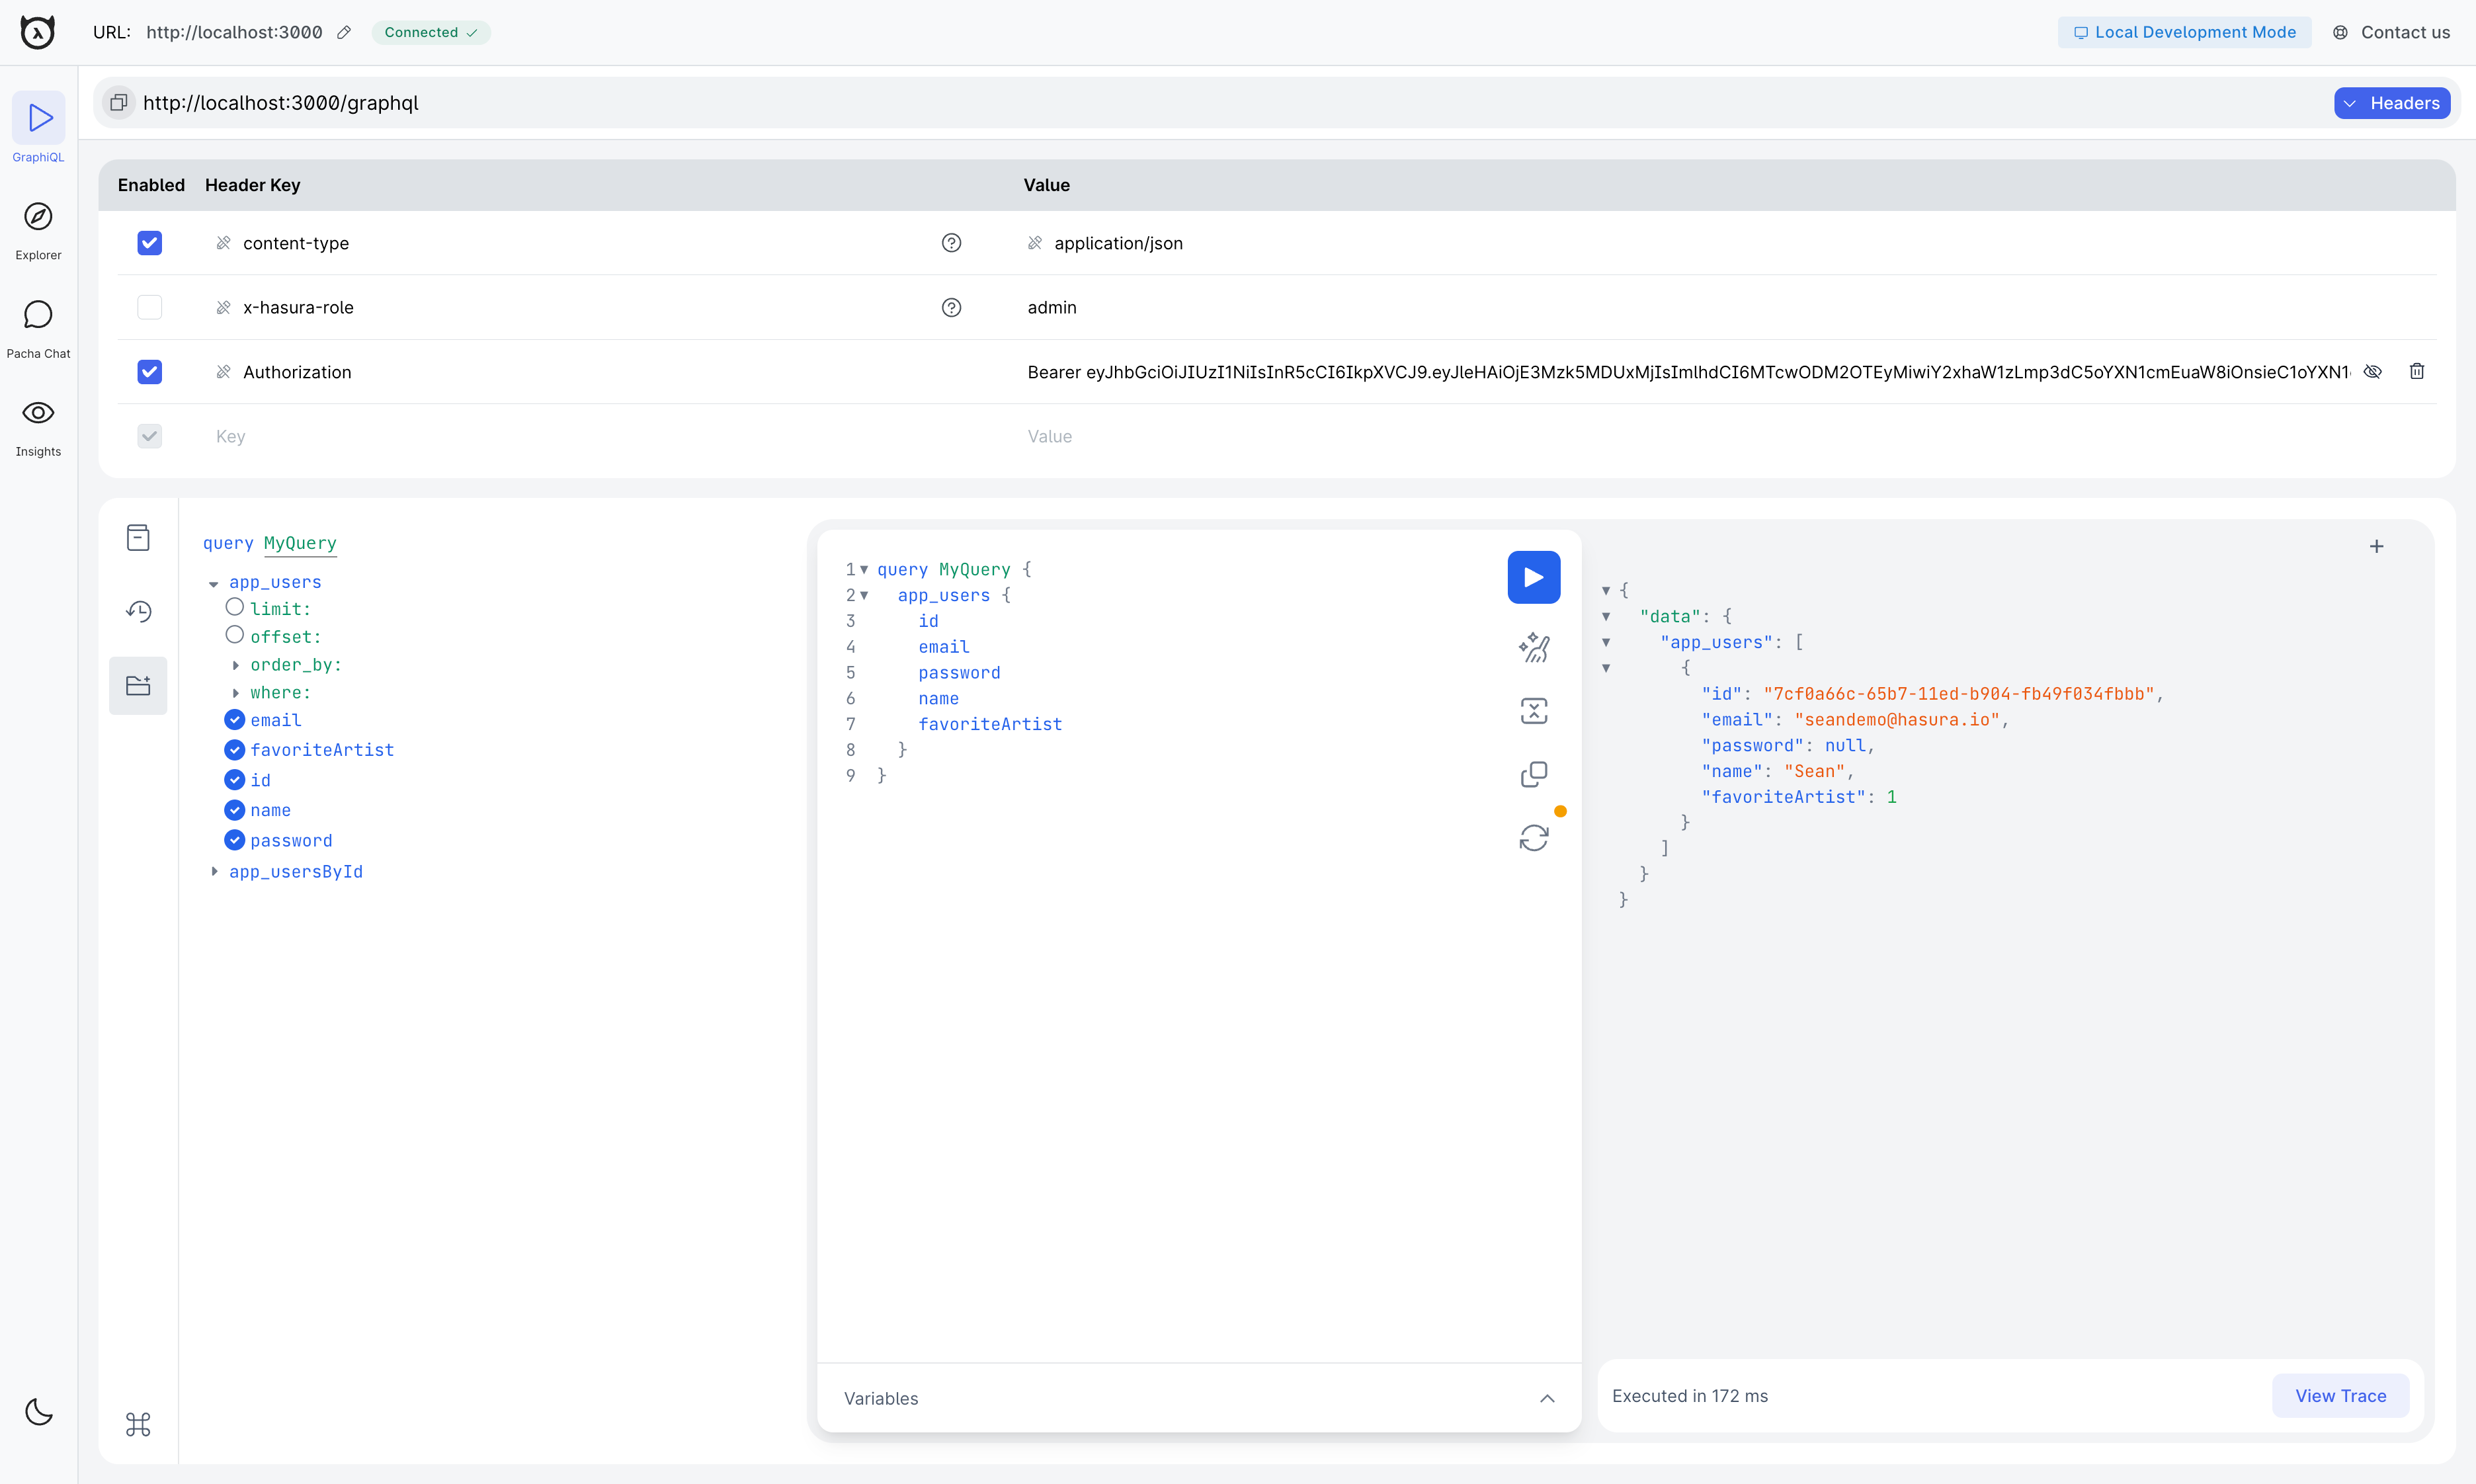 URL: http://localhost:3000 Connected Local Development Mode Contact us
http://localhost:3000/graphql Headers
GraphiQL
Explorer
Pacha Chat
Insights
Enabled Header Key Value
content-type application/json
x-hasura-role admin
Authorization Bearer eyJhbGciOiJIUzI1NiIsInR5cCI6IkpXVCJ9.eyJleHAiOjE3Mzk5MDUxMjIsImlhdCI6MTcwODM2OTEyMiwiY2xhaW1zLmp3dC5oYXN1cmEuaW8iOnsieC1oYXN1
Key Value
query MyQuery
app_users
limit:
offset:
order_by:
where:
email
favoriteArtist
id
name
password
app_usersById
1 query MyQuery {
2 app_users {
3 id
4 email
5 password
6 name
7 favoriteArtist
8 }
9 }
Variables
{
"data": {
"app_users": [
{
"id": "7cf0a66c-65b7-11ed-b904-fb49f034fbbb",
"email": "seandemo@hasura.io",
"password": null,
"name": "Sean",
"favoriteArtist": 1
}
]
}
}
Executed in 172 ms View Trace